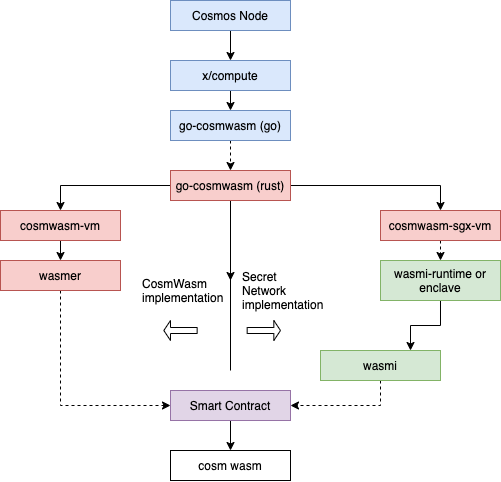 Cosmos Node
x/compute
go-cosmwasm (go)
go-cosmwasm (rust)
cosmwasm-vm
cosmwasm-sgx-vm
wasmer
wasmi-runtime or
enclave
CosmWasm
implementation
Secret
Network
implementation
wasmi
Smart Contract
cosm wasm